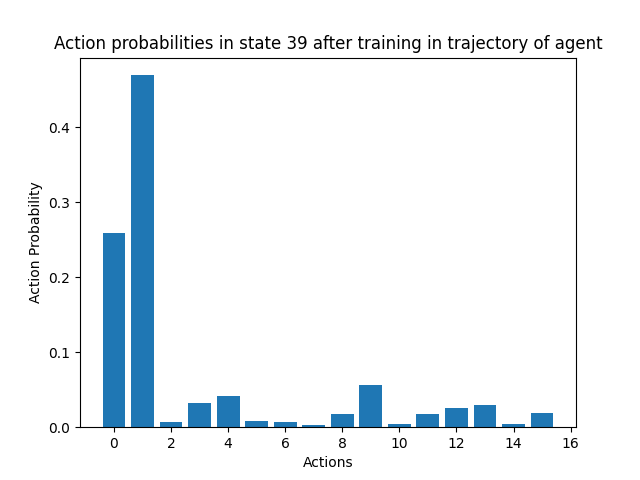 Action probabilities in state 39 after training in trajectory of agent
Action Probability
0.4
0.3
0.2
0.1
0.0
0 2 4 6 8 10 12 14 16
Actions